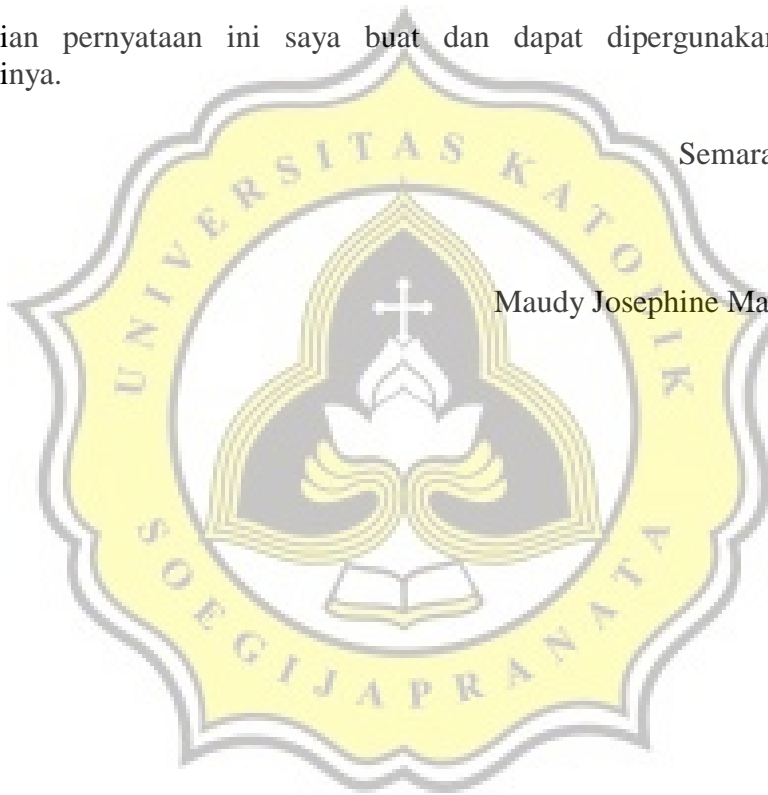 ian pernyataan ini saya buat dan dapat dipergunakan
inya.
Semara
Maudy Josephine Ma
UNIVERSITAS KATOLIK
SOEGIJAPRANATA